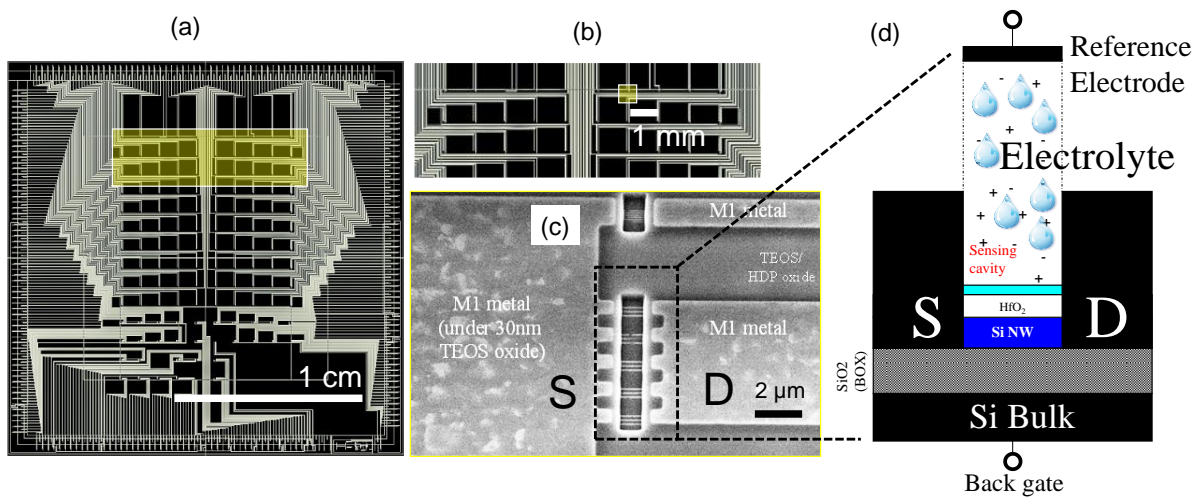 (a)
1 cm
(b)
1 mm
(c)
M1 metal
TEOS/
HDP oxide
M1 metal
(under 30nm
TEOS oxide)
M1 metal
S
D
2 µm
(d)
Reference
Electrode
Electrolyte
Sensing
cavity
HfO2
Si NW
S
D
SiO2
(BOX)
Si Bulk
Back gate